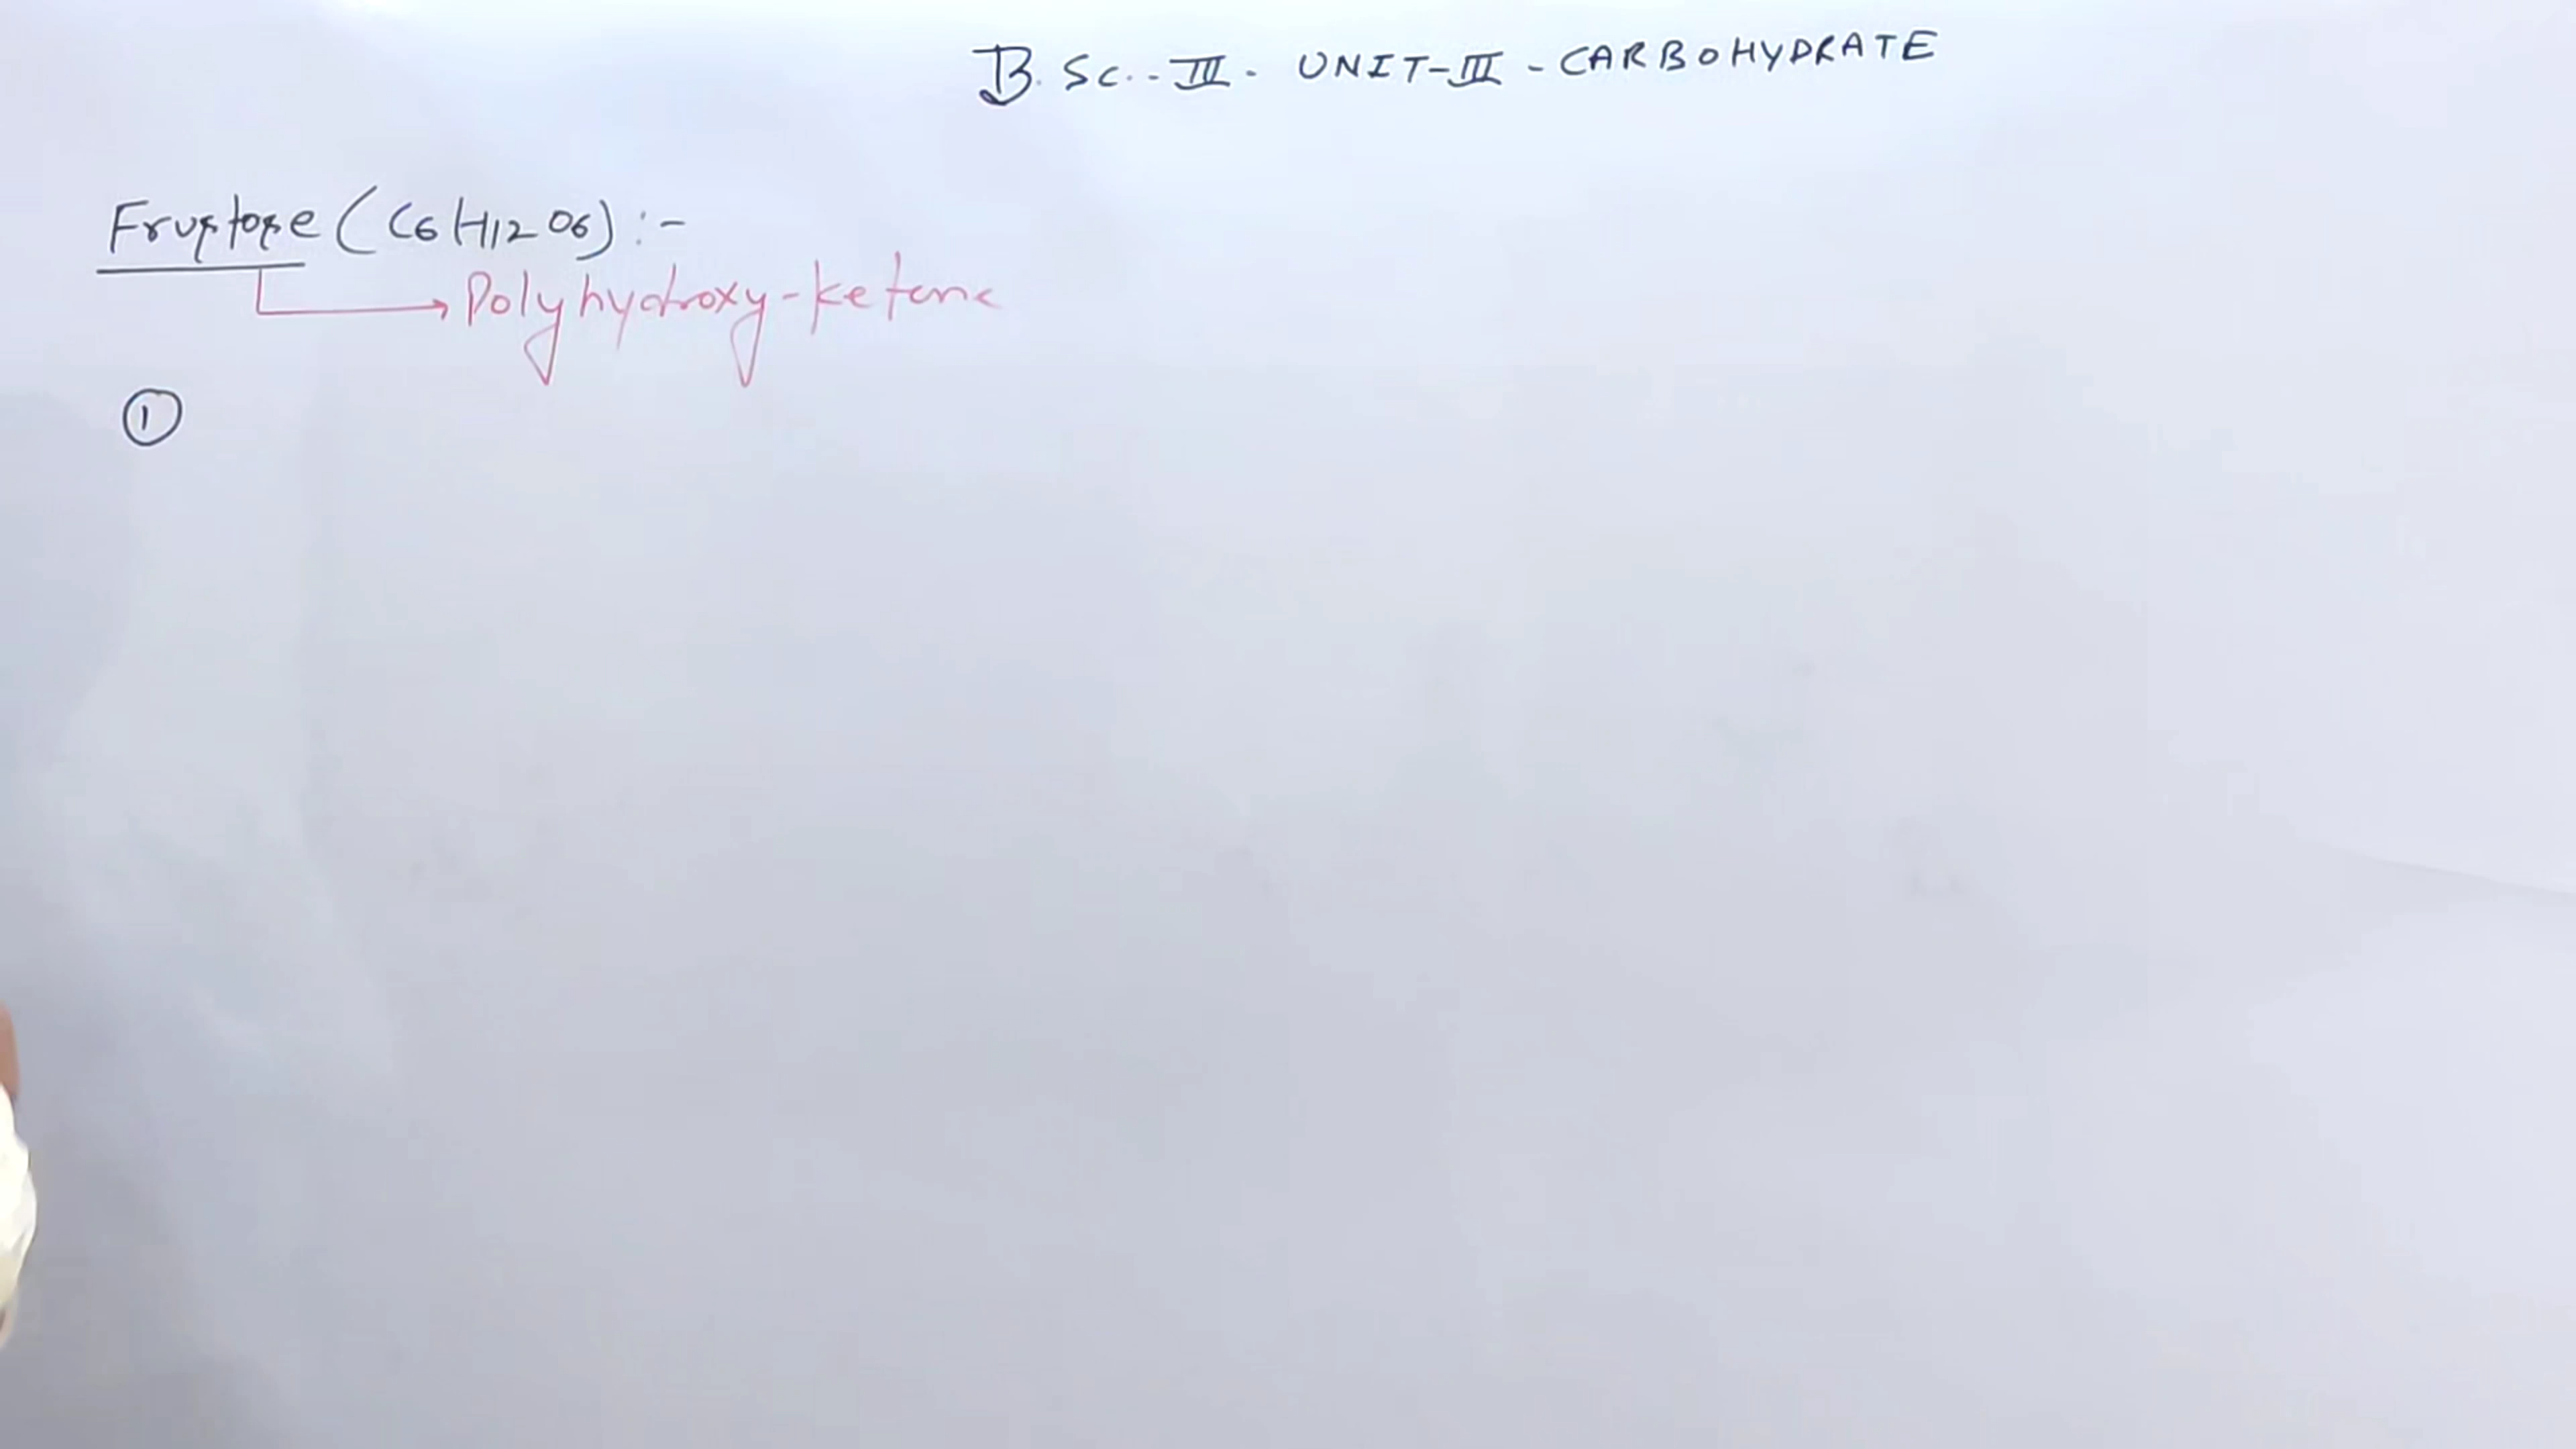 B. Sc. - III - UNIT-III - CARBOHYDRATE
Fructose (C6H12O6) :-
Polyhydroxy-ketone
①